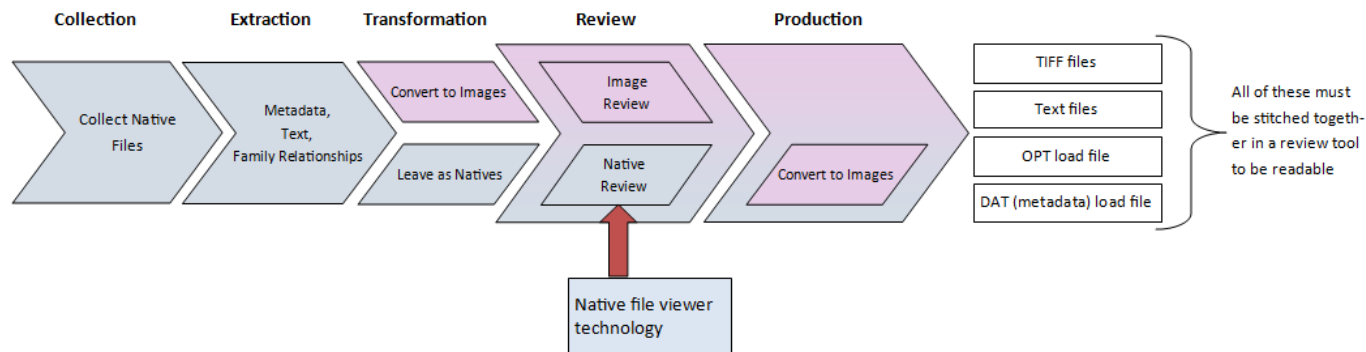 Collection
Extraction
Transformation
Review
Production
Collect Native
Files
Metadata,
Text,
Family Relationships
Convert to Images
Leave as Natives
Image
Review
Native
Review
Convert to Images
TIFF files
Text files
OPT load file
DAT (metadata) load file
All of these must
be stitched togeth-
er in a review tool
to be readable
Native file viewer
technology